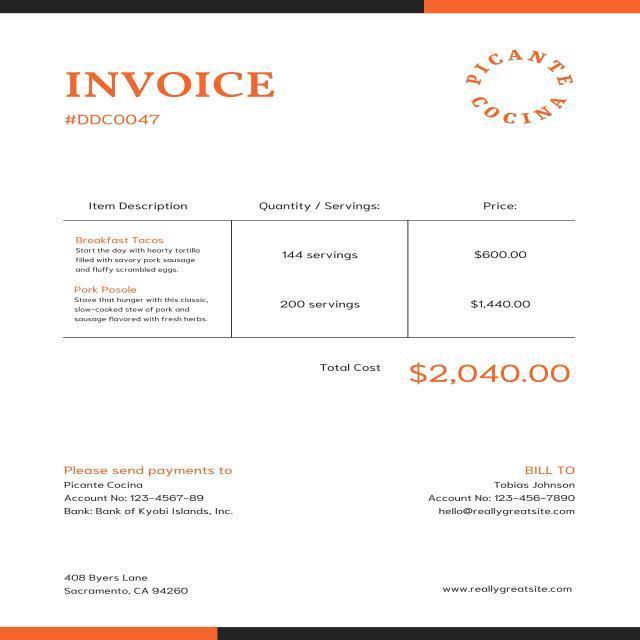 INVOICE
#DDC0047
PICANTE
COCINA
Item Description
Quantity / Servings:
Price:
Breakfast Tacos
Start the day with hearty tortilla
filled with savory pork sausage
and fluffy scrambled eggs.
144 servings
$600.00
Pork Posole
Stave that hunger with this classic,
slow-cooked stew of pork and
sausage flavored with fresh herbs.
200 servings
$1,440.00
Total Cost
$2,040.00
Please send payments to
Picante Cocina
Account No: 123-4567-89
Bank: Bank of Kyobi Islands, Inc.
BILL TO
Tobias Johnson
Account No: 123-456-7890
hello@reallygreatsite.com
408 Byers Lane
Sacramento, CA 94260
www.reallygreatsite.com